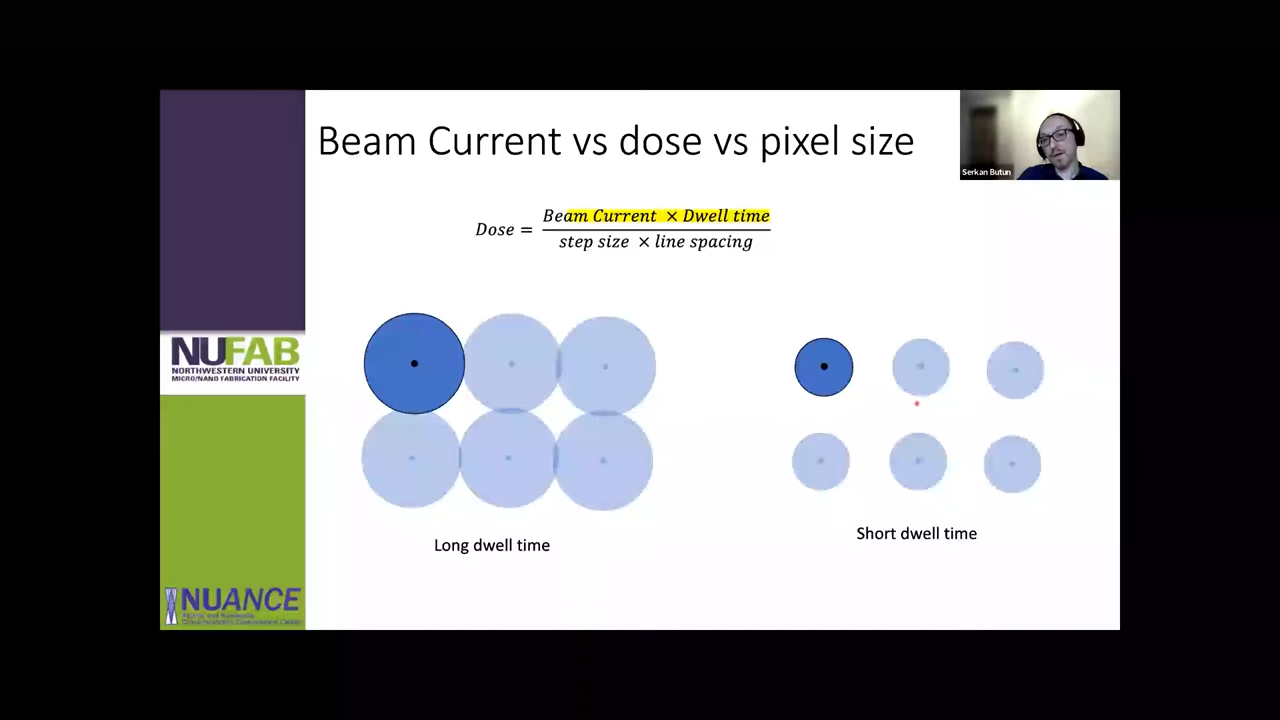 Beam Current vs dose vs pixel size
Serkan Butun
Dose = Beam Current × Dwell time / step size × line spacing
NUFAB
NORTHWESTERN UNIVERSITY
MICRO/NANO FABRICATION FACILITY
Long dwell time
Short dwell time
NUANCE